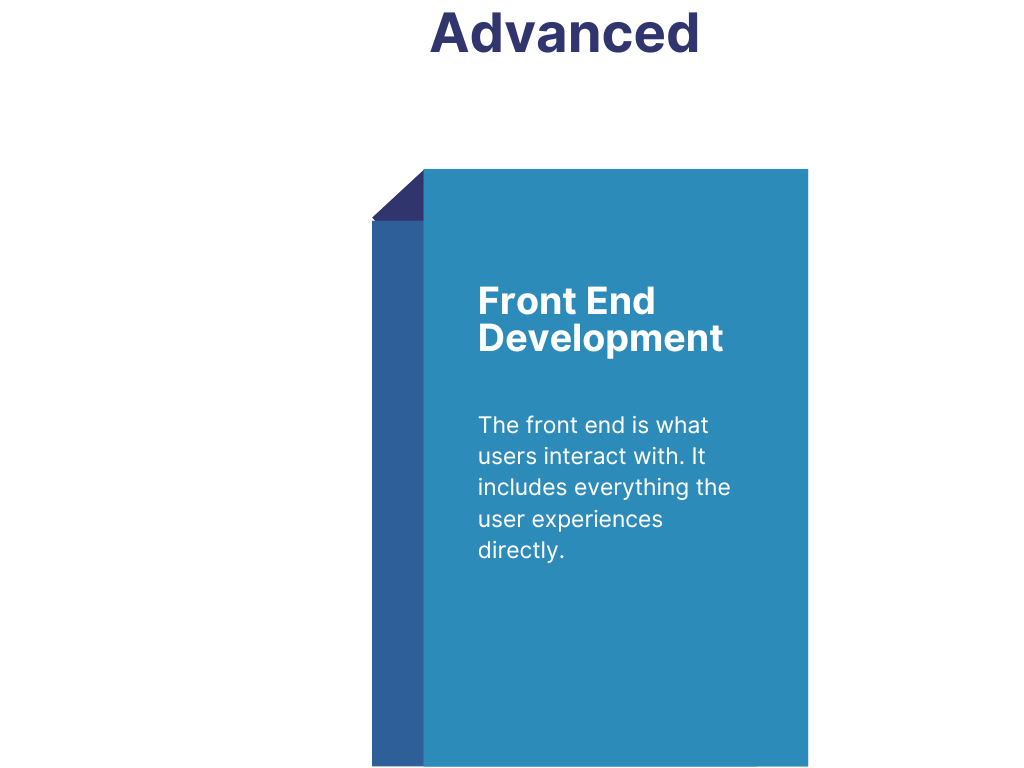 Advanced
Front End
Development
The front end is what
users interact with. It
includes everything the
user experiences
directly.